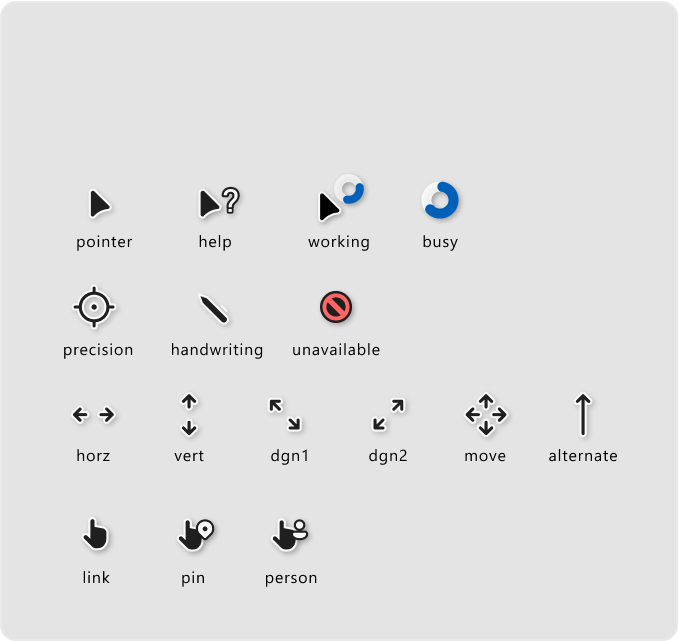 pointer help working busy
precision handwriting unavailable
horz vert dgn1 dgn2 move alternate
link pin person